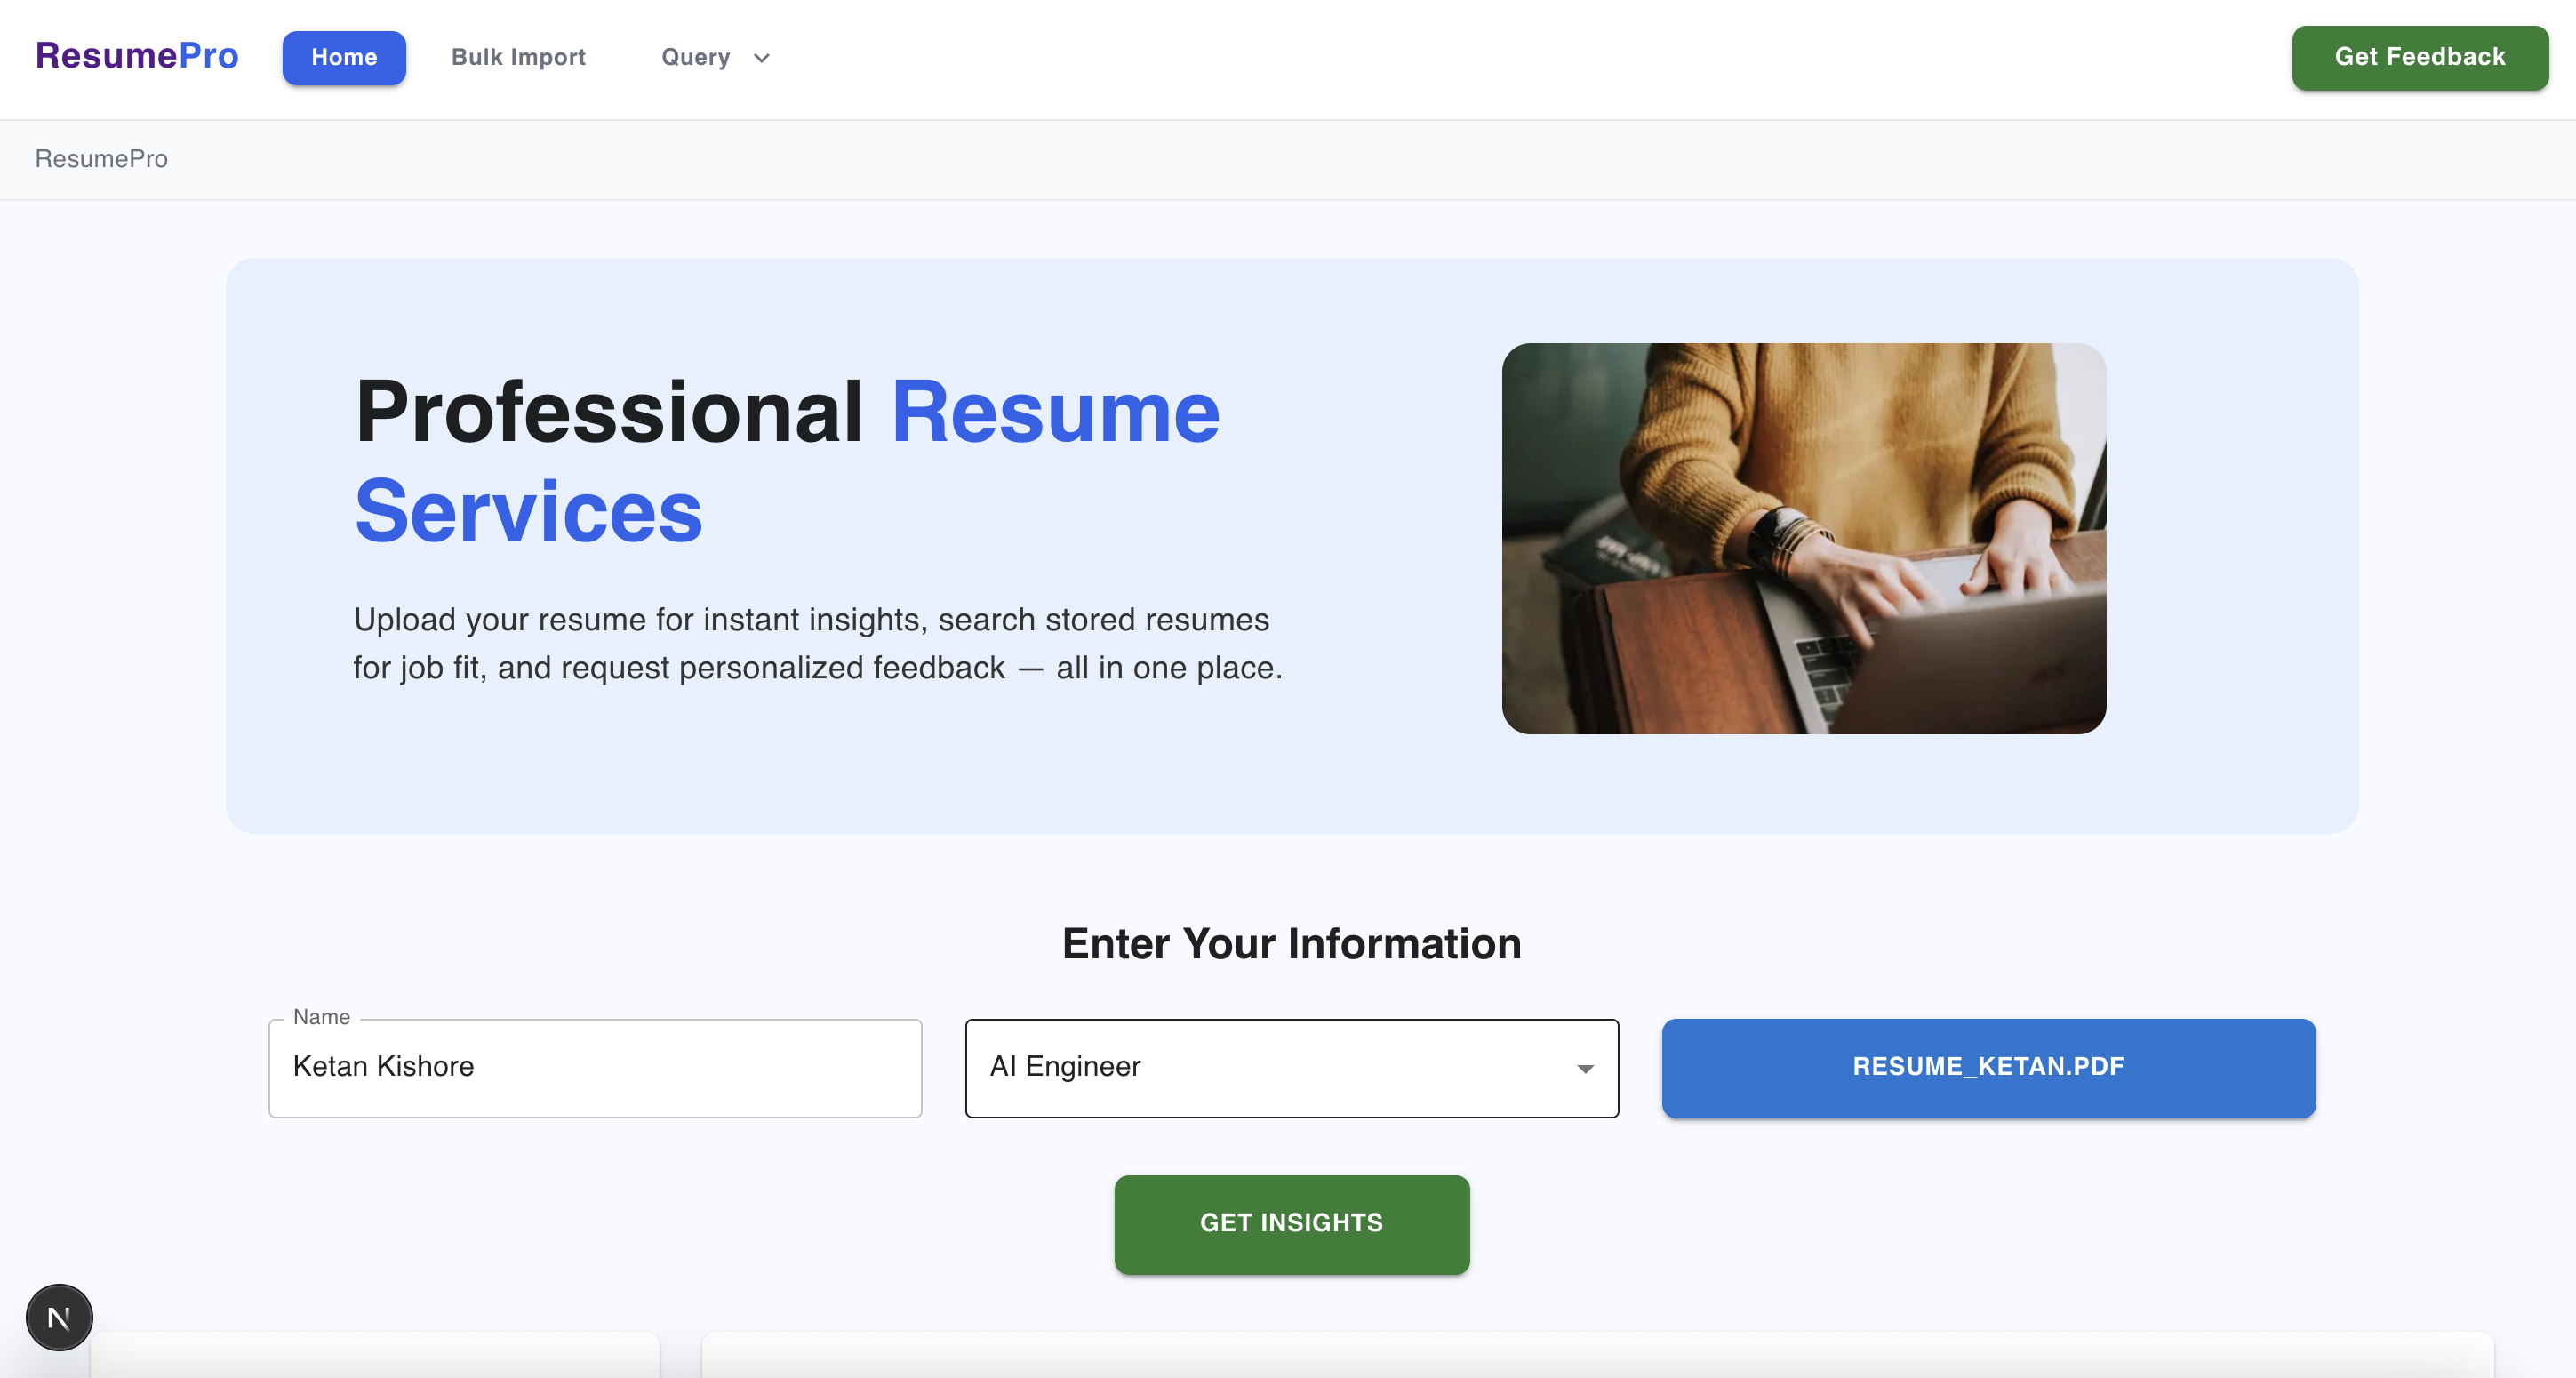 ResumePro
Home
Bulk Import
Query
Get Feedback
ResumePro
Professional Resume
Services
Upload your resume for instant insights, search stored resumes
for job fit, and request personalized feedback — all in one place.
Enter Your Information
Name
Ketan Kishore
AI Engineer
RESUME_KETAN.PDF
GET INSIGHTS
N